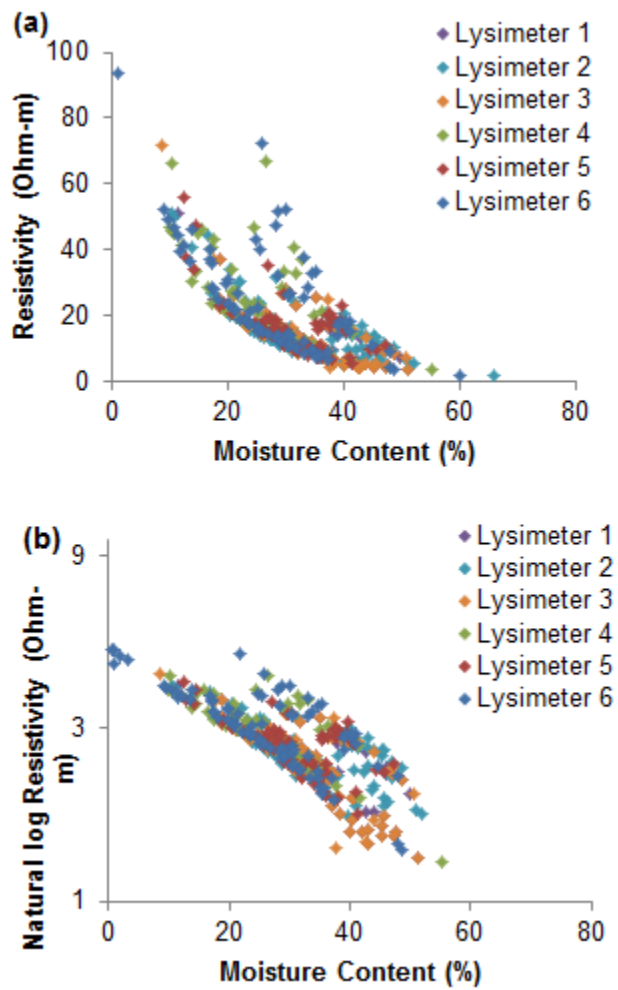 (a)
100
80
60
40
20
0
0 20 40 60 80
Resistivity (Ohm-m)
Moisture Content (%)
Lysimeter 1
Lysimeter 2
Lysimeter 3
Lysimeter 4
Lysimeter 5
Lysimeter 6
(b)
9
3
1
0 20 40 60 80
Natural log Resistivity (Ohm-
m)
Moisture Content (%)
Lysimeter 1
Lysimeter 2
Lysimeter 3
Lysimeter 4
Lysimeter 5
Lysimeter 6